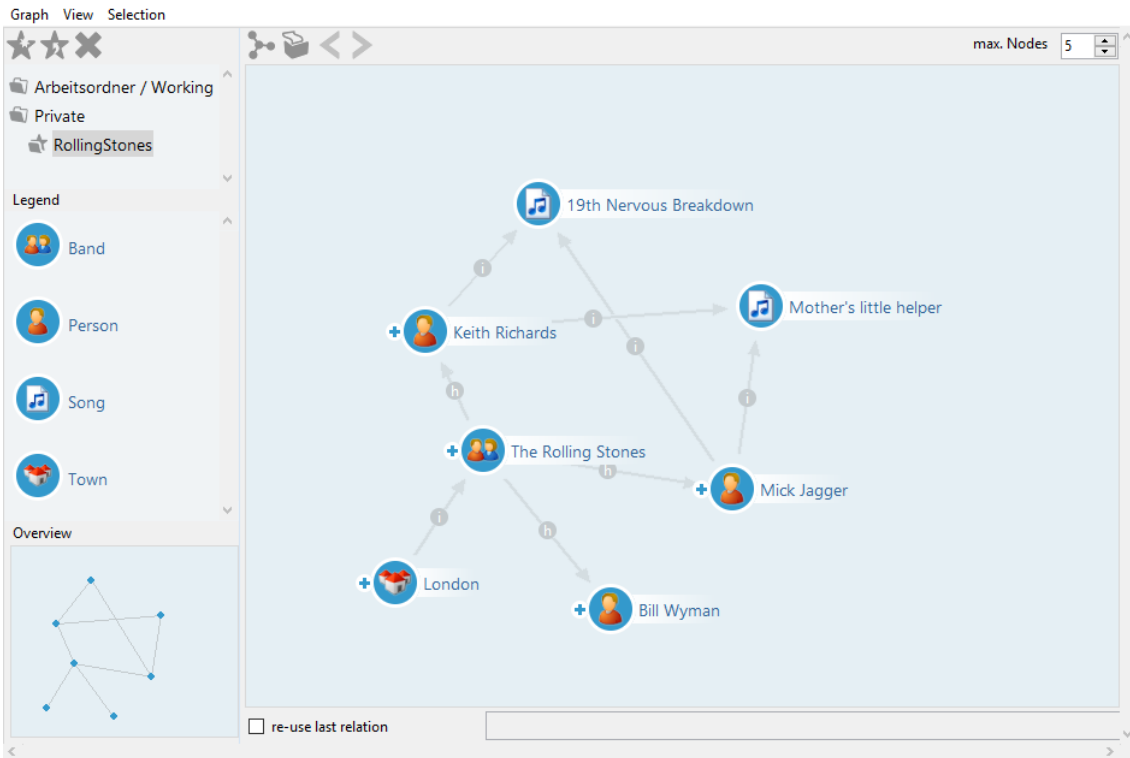 Graph View Selection
max. Nodes 5
Arbeitsordner / Working
Private
RollingStones
Legend
Band
Person
Song
Town
Overview
19th Nervous Breakdown
i
Mother's little helper
Keith Richards
i
i
h
i
The Rolling Stones
h
Mick Jagger
i
h
London
Bill Wyman
re-use last relation